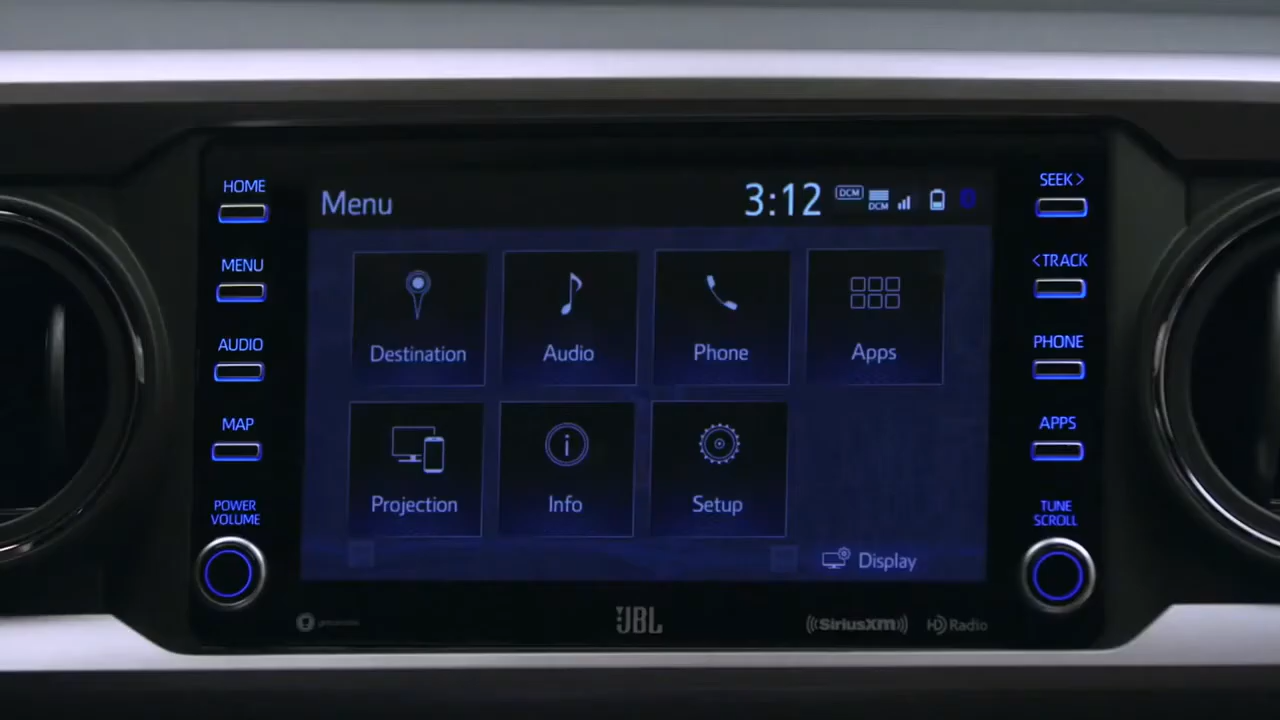 HOME
MENU
AUDIO
MAP
POWER
VOLUME
Menu
3:12
DCM
DCM
Destination
Audio
Phone
Apps
Projection
Info
Setup
Display
JBL
((SiriusXM))
HD Radio
SEEK>
<TRACK
PHONE
APPS
TUNE
SCROLL